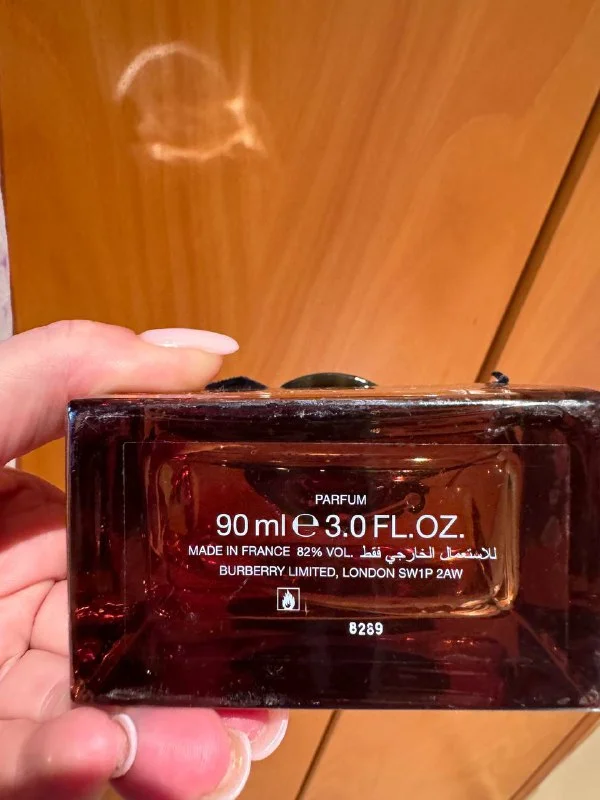 PARFUM
90 ml ℮ 3.0 FL.OZ.
MADE IN FRANCE 82% VOL. للاستعمال الخارجي فقط
BURBERRY LIMITED, LONDON SW1P 2AW
8289